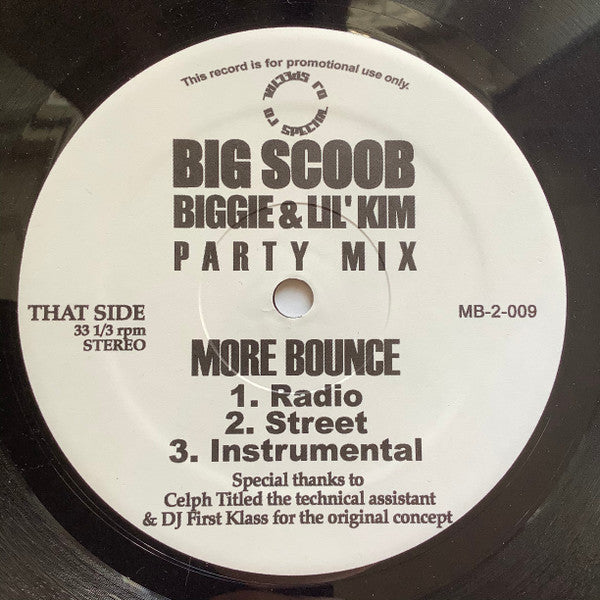 This record is for promotional use only.
DJ SPECIAL DJ SPECIAL
BIG SCOOB
BIGGIE & LIL' KIM
PARTY MIX
THAT SIDE
33 1/3 rpm
STEREO
MB-2-009
MORE BOUNCE
1. Radio
2. Street
3. Instrumental
Special thanks to
Celph Titled the technical assistant
& DJ First Klass for the original concept